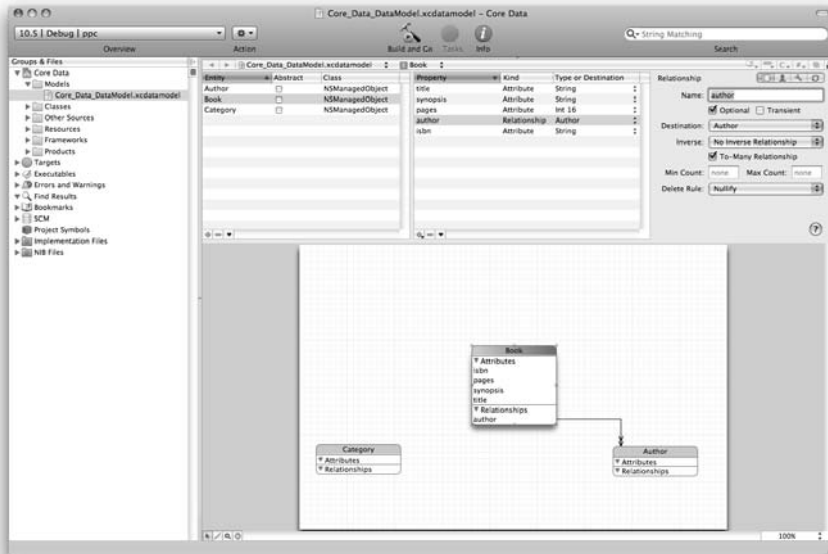 Core_Data_DataModel.xcdatamodel – Core Data
10.5 | Debug | ppc
String Matching
Overview
Action
Build and Go
Tasks
Info
Search
Groups & Files
Core Data
Models
Core_Data_DataModel.xcdatamodel
Classes
Other Sources
Resources
Frameworks
Products
Targets
Executables
Errors and Warnings
Find Results
Bookmarks
SCM
Project Symbols
Implementation Files
NIB Files
Core_Data_DataModel.xcdatamodel
Book
Entity Abstract Class
Author NSManagedObject
Book NSManagedObject
Category NSManagedObject
Property Kind Type or Destination
title Attribute String
synopsis Attribute String
pages Attribute Int 16
author Relationship Author
isbn Attribute String
Relationship
Name: author
Optional Transient
Destination: Author
Inverse: No Inverse Relationship
To-Many Relationship
Min Count: none Max Count: none
Delete Rule: Nullify
?
Book
Attributes
isbn
pages
synopsis
title
Relationships
author
Category
Attributes
Relationships
Author
Attributes
Relationships
100%